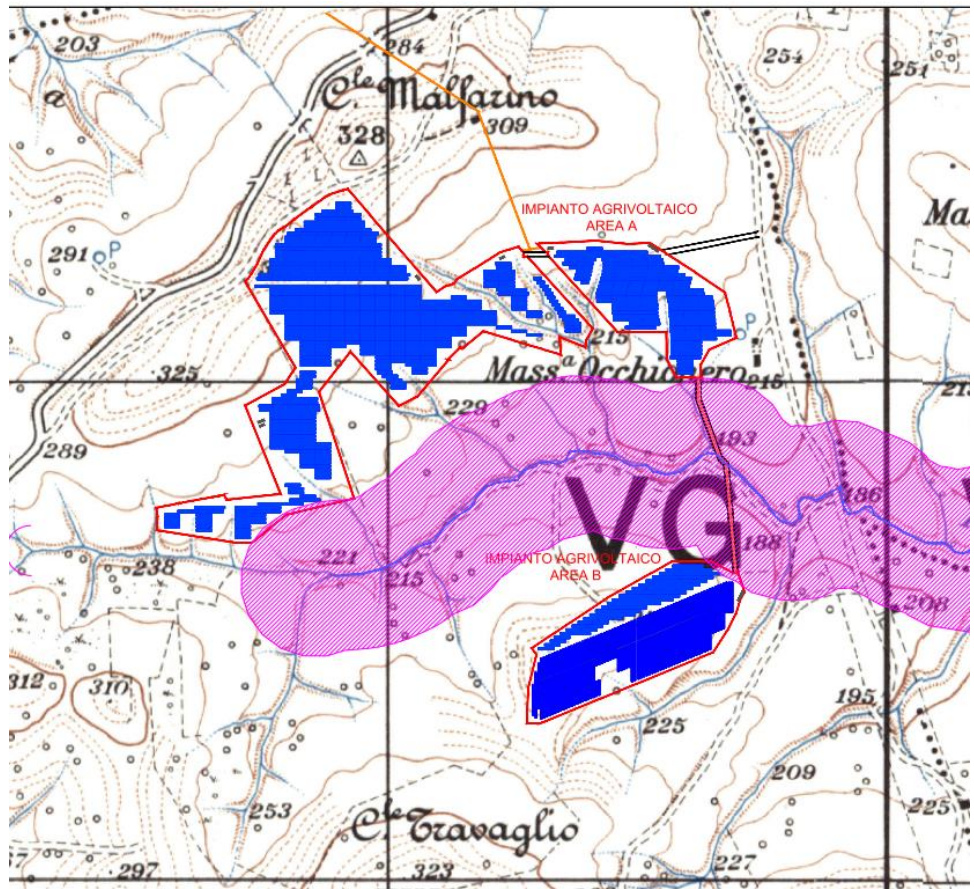 203
284
254
251
C.le Malfarino
309
328
IMPIANTO AGRIVOLTAICO
AREA A
Ma
291
P
P
215
325
Mass.a Occhionero
215
229
289
193
VG
186
221
188
IMPIANTO AGRIVOLTAICO
AREA B
238
215
208
312
310
195
225
209
253
225
C.le Travaglio
297
323
227